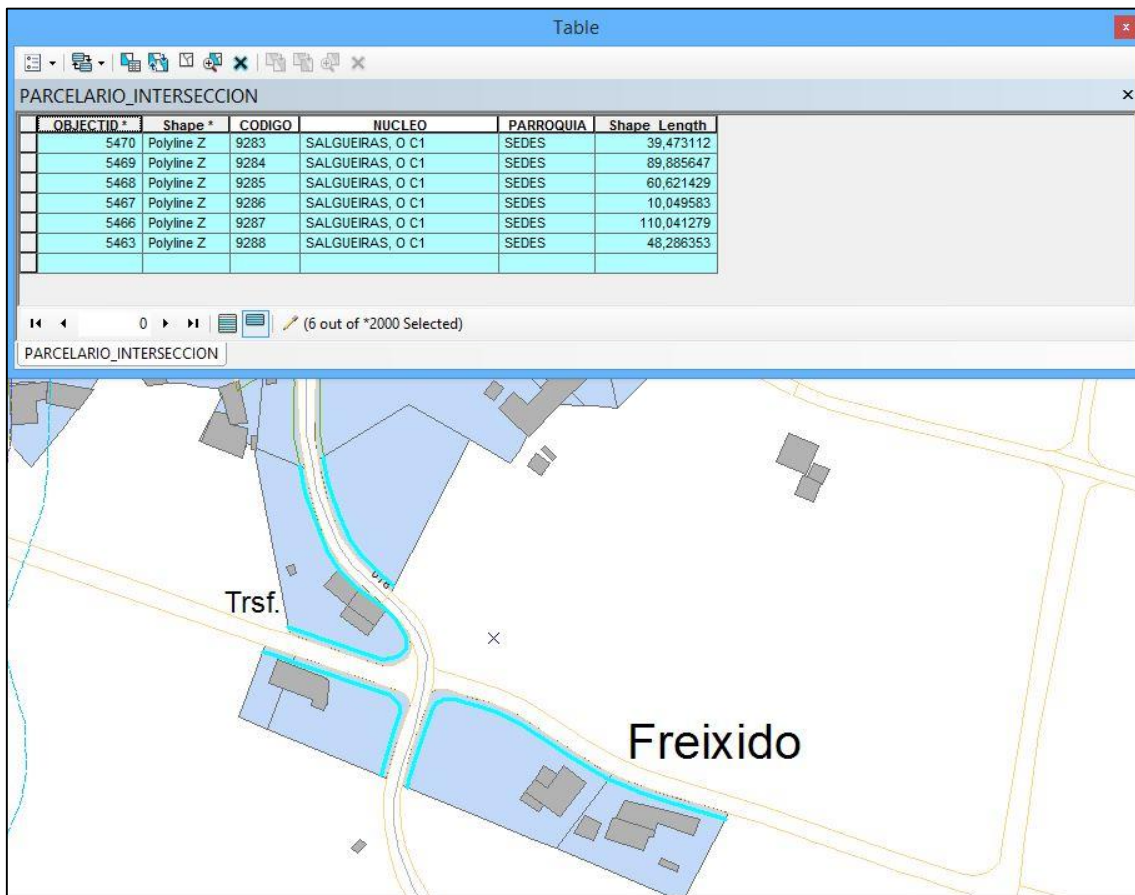 Table
x
PARCELARIO_INTERSECCION ×
OBJECTID * Shape * CODIGO NUCLEO PARROQUIA Shape_Length
5470 Polyline Z 9283 SALGUEIRAS, O C1 SEDES 39,473112
5469 Polyline Z 9284 SALGUEIRAS, O C1 SEDES 89,885647
5468 Polyline Z 9285 SALGUEIRAS, O C1 SEDES 60,621429
5467 Polyline Z 9286 SALGUEIRAS, O C1 SEDES 10,049583
5466 Polyline Z 9287 SALGUEIRAS, O C1 SEDES 110,041279
5463 Polyline Z 9288 SALGUEIRAS, O C1 SEDES 48,286353
0 (6 out of *2000 Selected)
PARCELARIO_INTERSECCION
Trsf.
Freixido